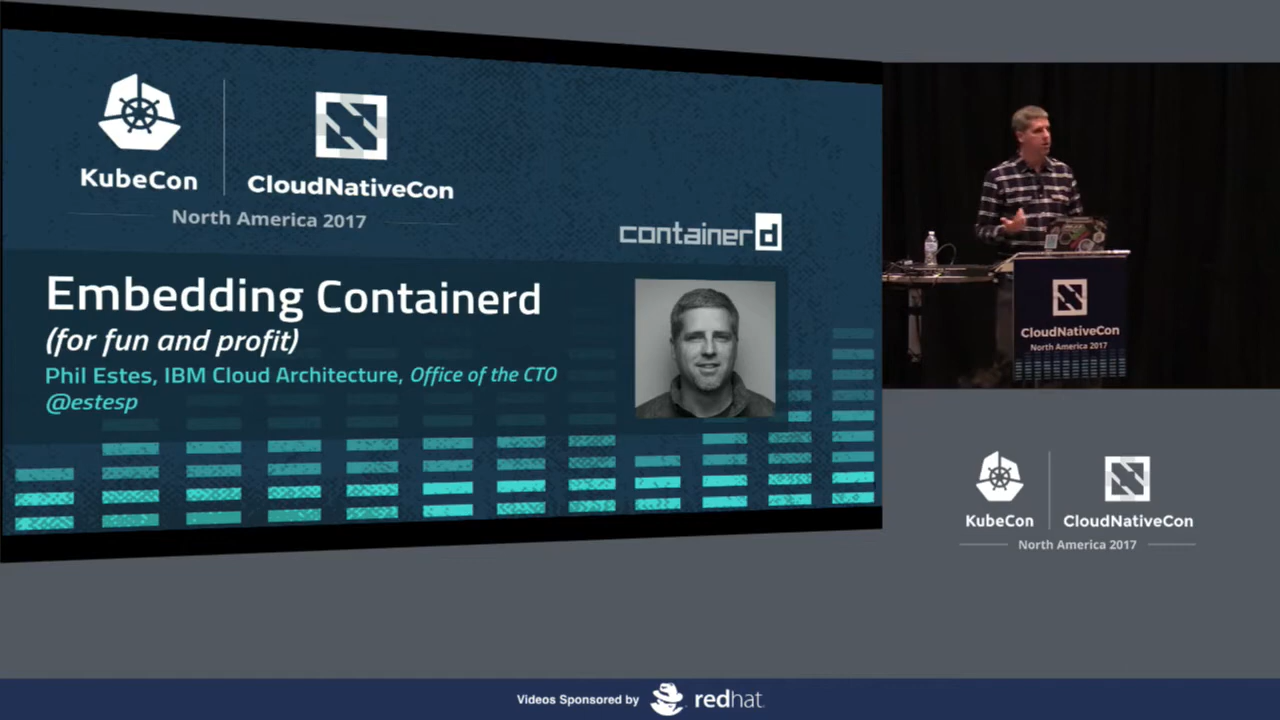 KubeCon
CloudNativeCon
North America 2017
containerd
Embedding Containerd
(for fun and profit)
Phil Estes, IBM Cloud Architecture, Office of the CTO
@estesp
CloudNativeCon
North America 2017
KubeCon
CloudNativeCon
North America 2017
Videos Sponsored by
redhat.